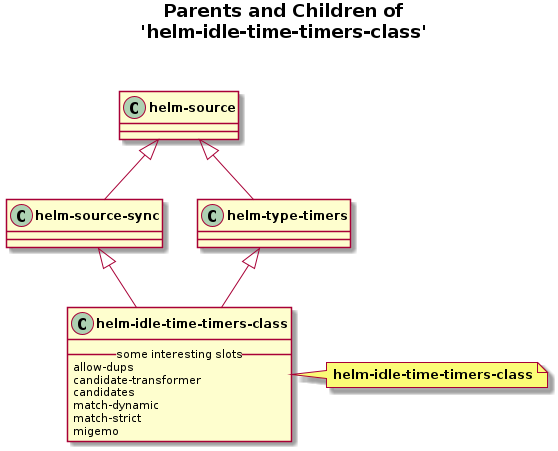 Parents and Children of
'helm-idle-time-timers-class'
C helm-source
C helm-source-sync
C helm-type-timers
C helm-idle-time-timers-class
some interesting slots
allow-dups
candidate-transformer
candidates
match-dynamic
match-strict
migemo
helm-idle-time-timers-class